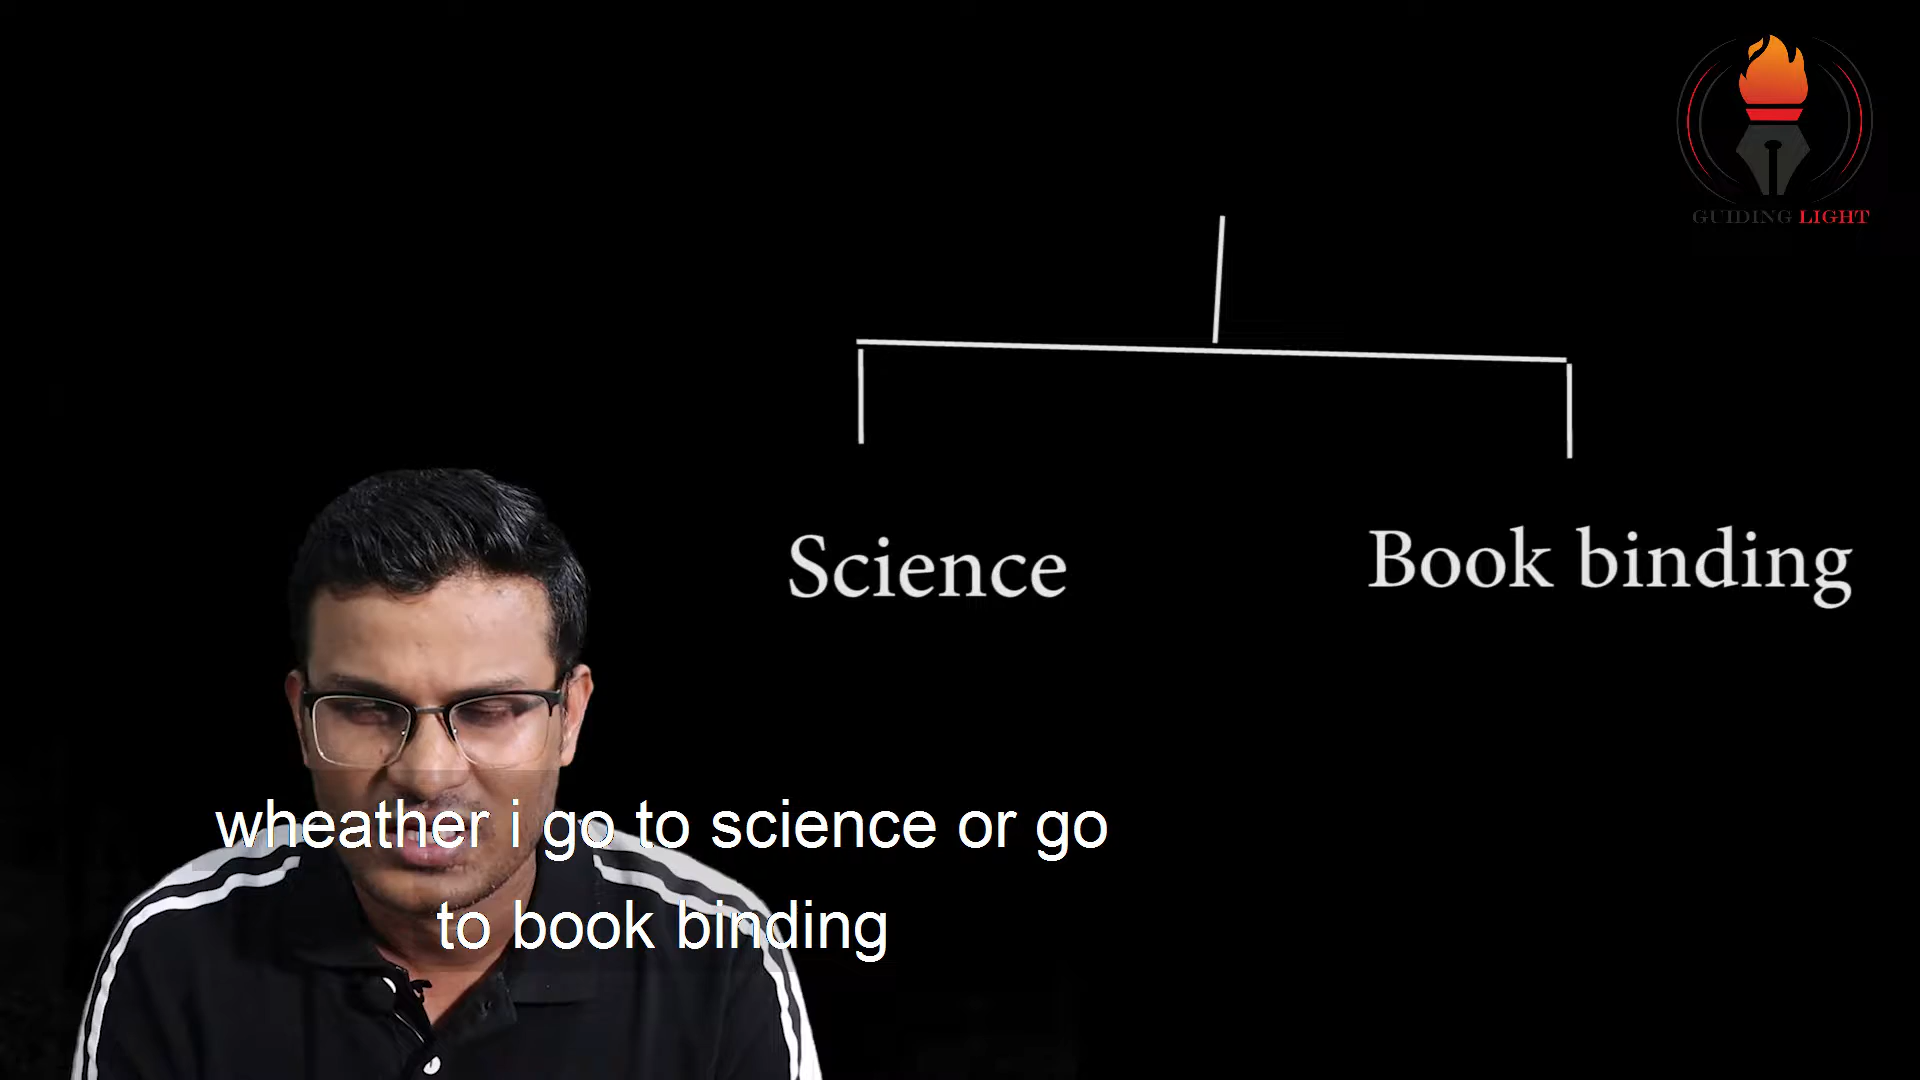 GUIDING LIGHT
Science
Book binding
wheather i go to science or go
to book binding